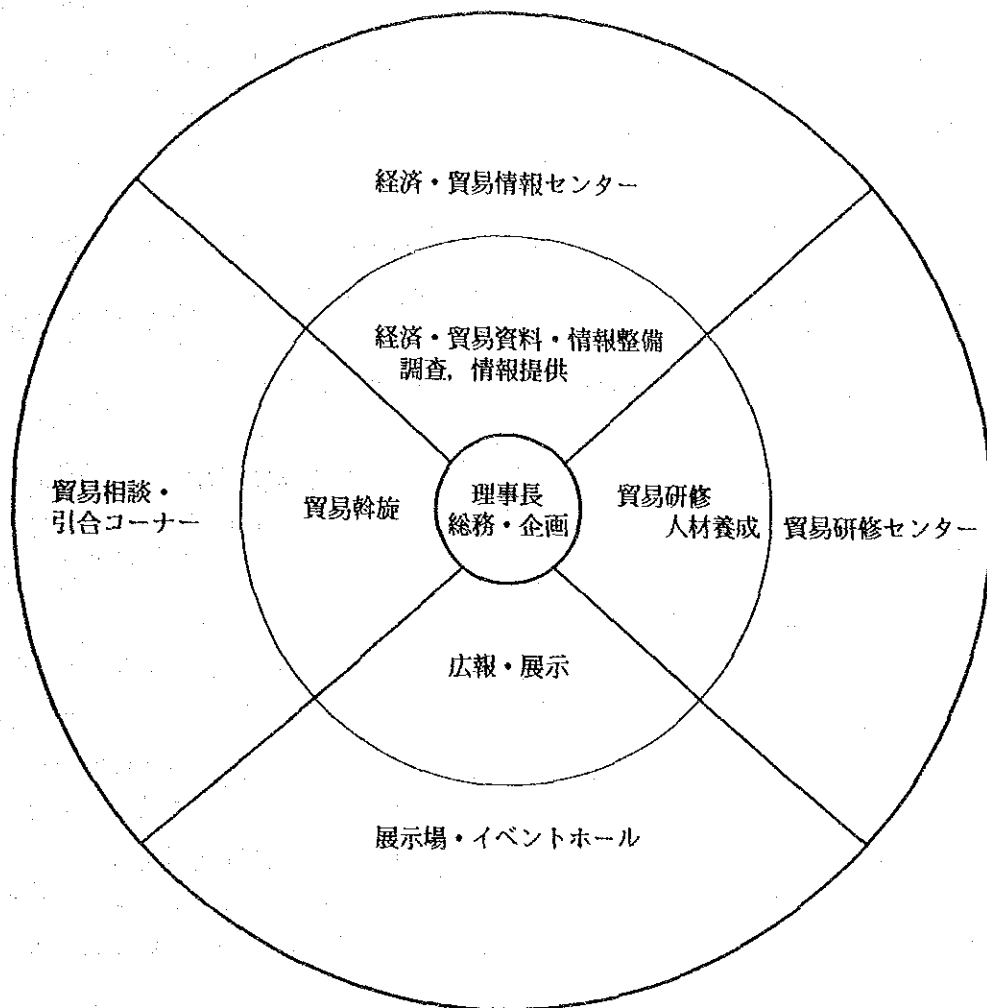 経済・貿易情報センター
経済・貿易資料・情報整備
調査，情報提供
貿易相談・
引合コーナー
貿易斡旋
理事長
総務・企画
貿易研修
人材養成
貿易研修センター
広報・展示
展示場・イベントホール